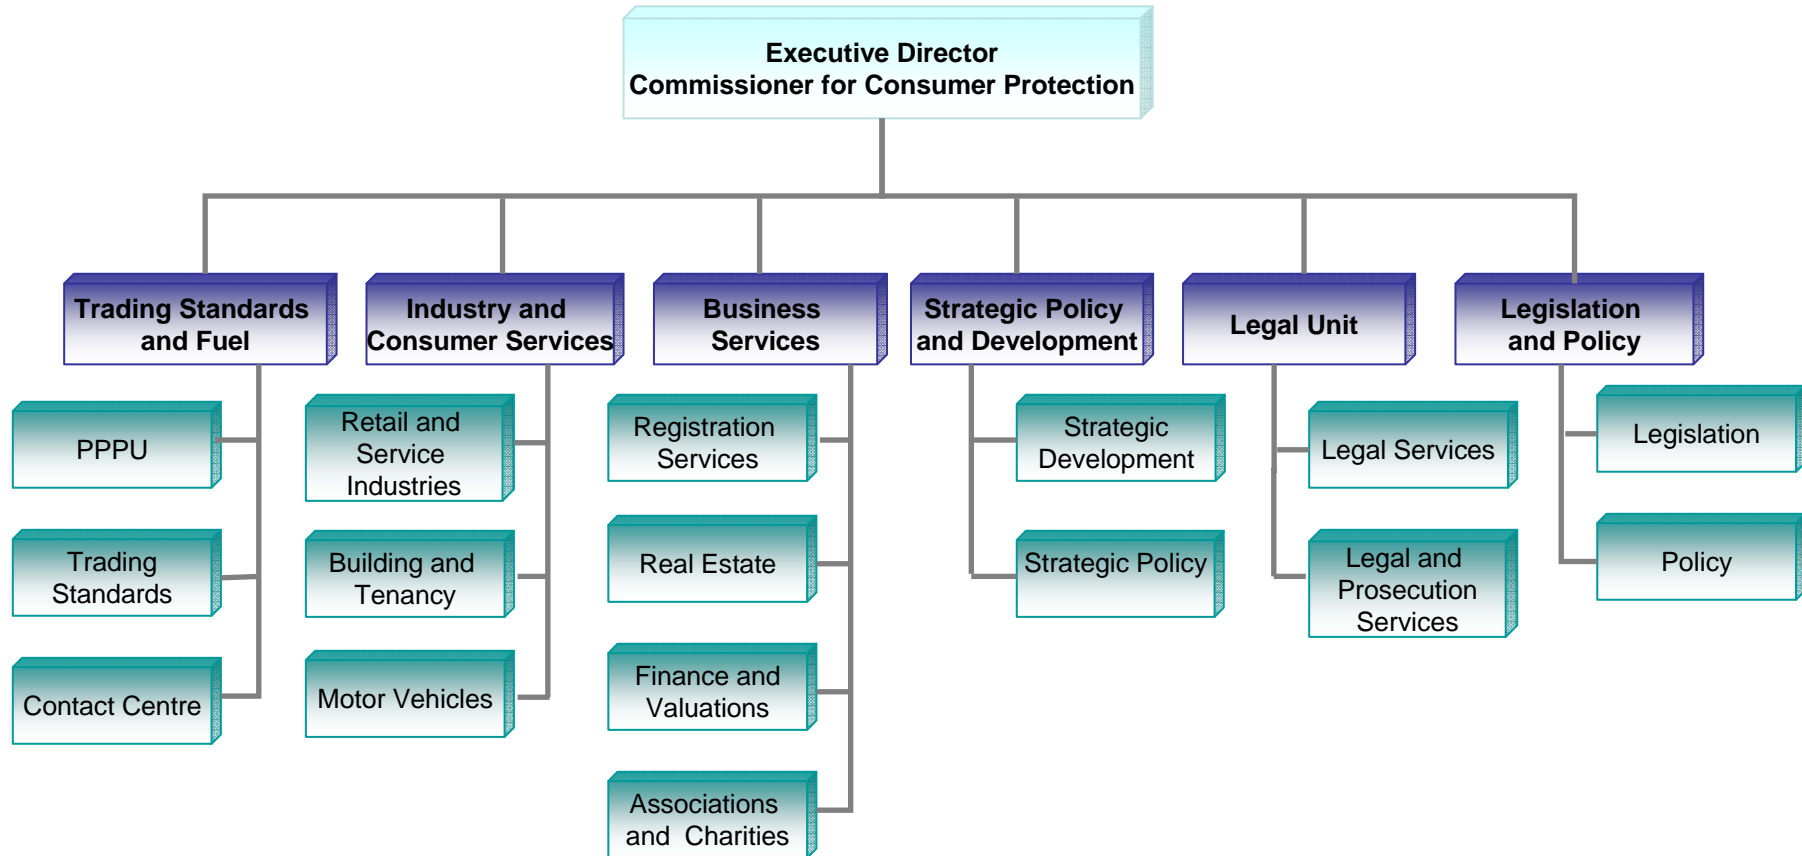 Executive Director
Commissioner for Consumer Protection
Trading Standards
and Fuel
Industry and
Consumer Services
Business
Services
Strategic Policy
and Development
Legal Unit
Legislation
and Policy
PPPU
Trading
Standards
Contact Centre
Retail and
Service
Industries
Building and
Tenancy
Motor Vehicles
Registration
Services
Real Estate
Finance and
Valuations
Associations
and Charities
Strategic
Development
Strategic Policy
Legal Services
Legal and
Prosecution
Services
Legislation
Policy